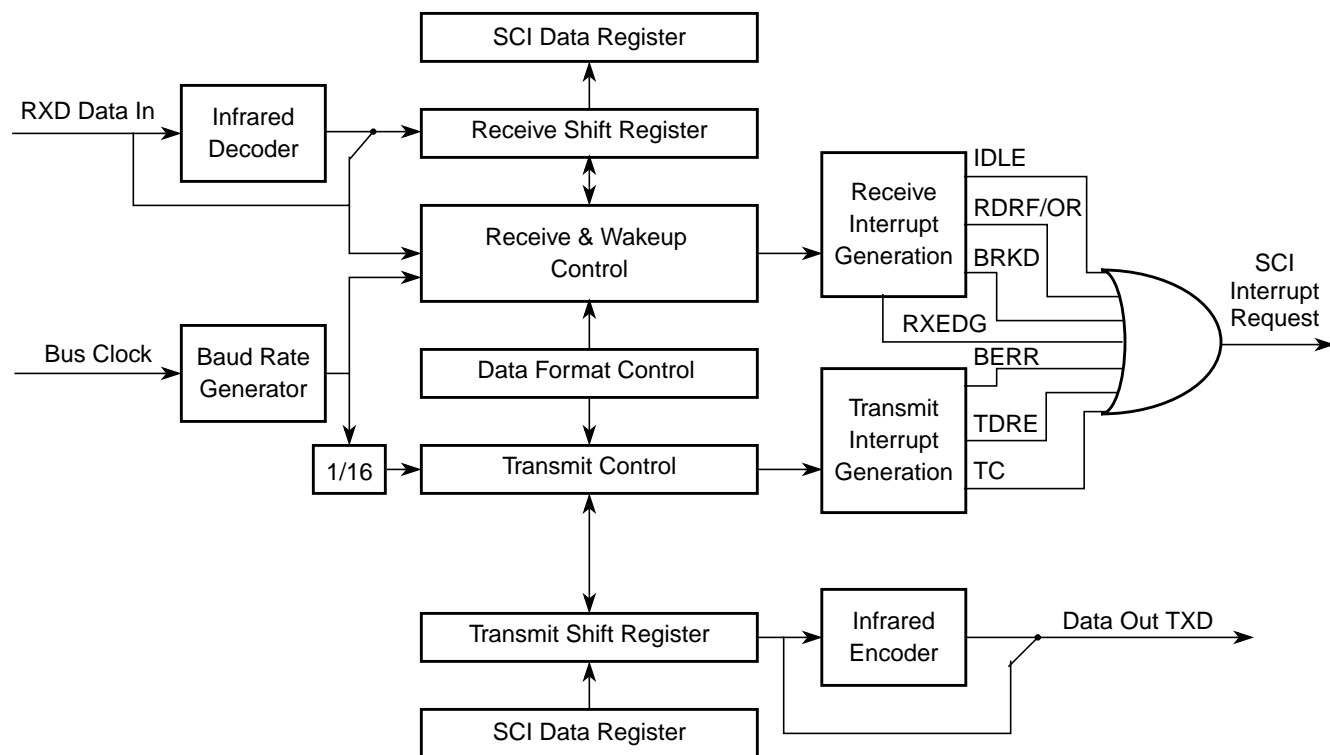 SCI Data Register
RXD Data In
Infrared
Decoder
Receive Shift Register
IDLE
Receive
Interrupt
Generation
RDRF/OR
BRKD
Receive & Wakeup
Control
SCI
Interrupt
Request
RXEDG
Bus Clock
Baud Rate
Generator
Data Format Control
BERR
Transmit
Interrupt
Generation
TDRE
TC
1/16
Transmit Control
Transmit Shift Register
Infrared
Encoder
Data Out TXD
SCI Data Register